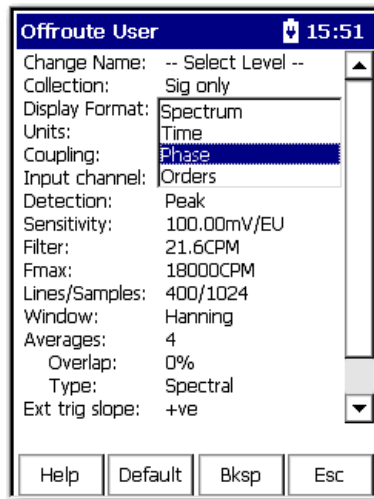 Offroute User 15:51
Change Name: -- Select Level --
Collection: Sig only
Display Format: Spectrum
Units: Time
Coupling: Phase
Input channel: Orders
Detection: Peak
Sensitivity: 100.00mV/EU
Filter: 21.6CPM
Fmax: 18000CPM
Lines/Samples: 400/1024
Window: Hanning
Averages: 4
Overlap: 0%
Type: Spectral
Ext trig slope: +ve
Help Default Bksp Esc